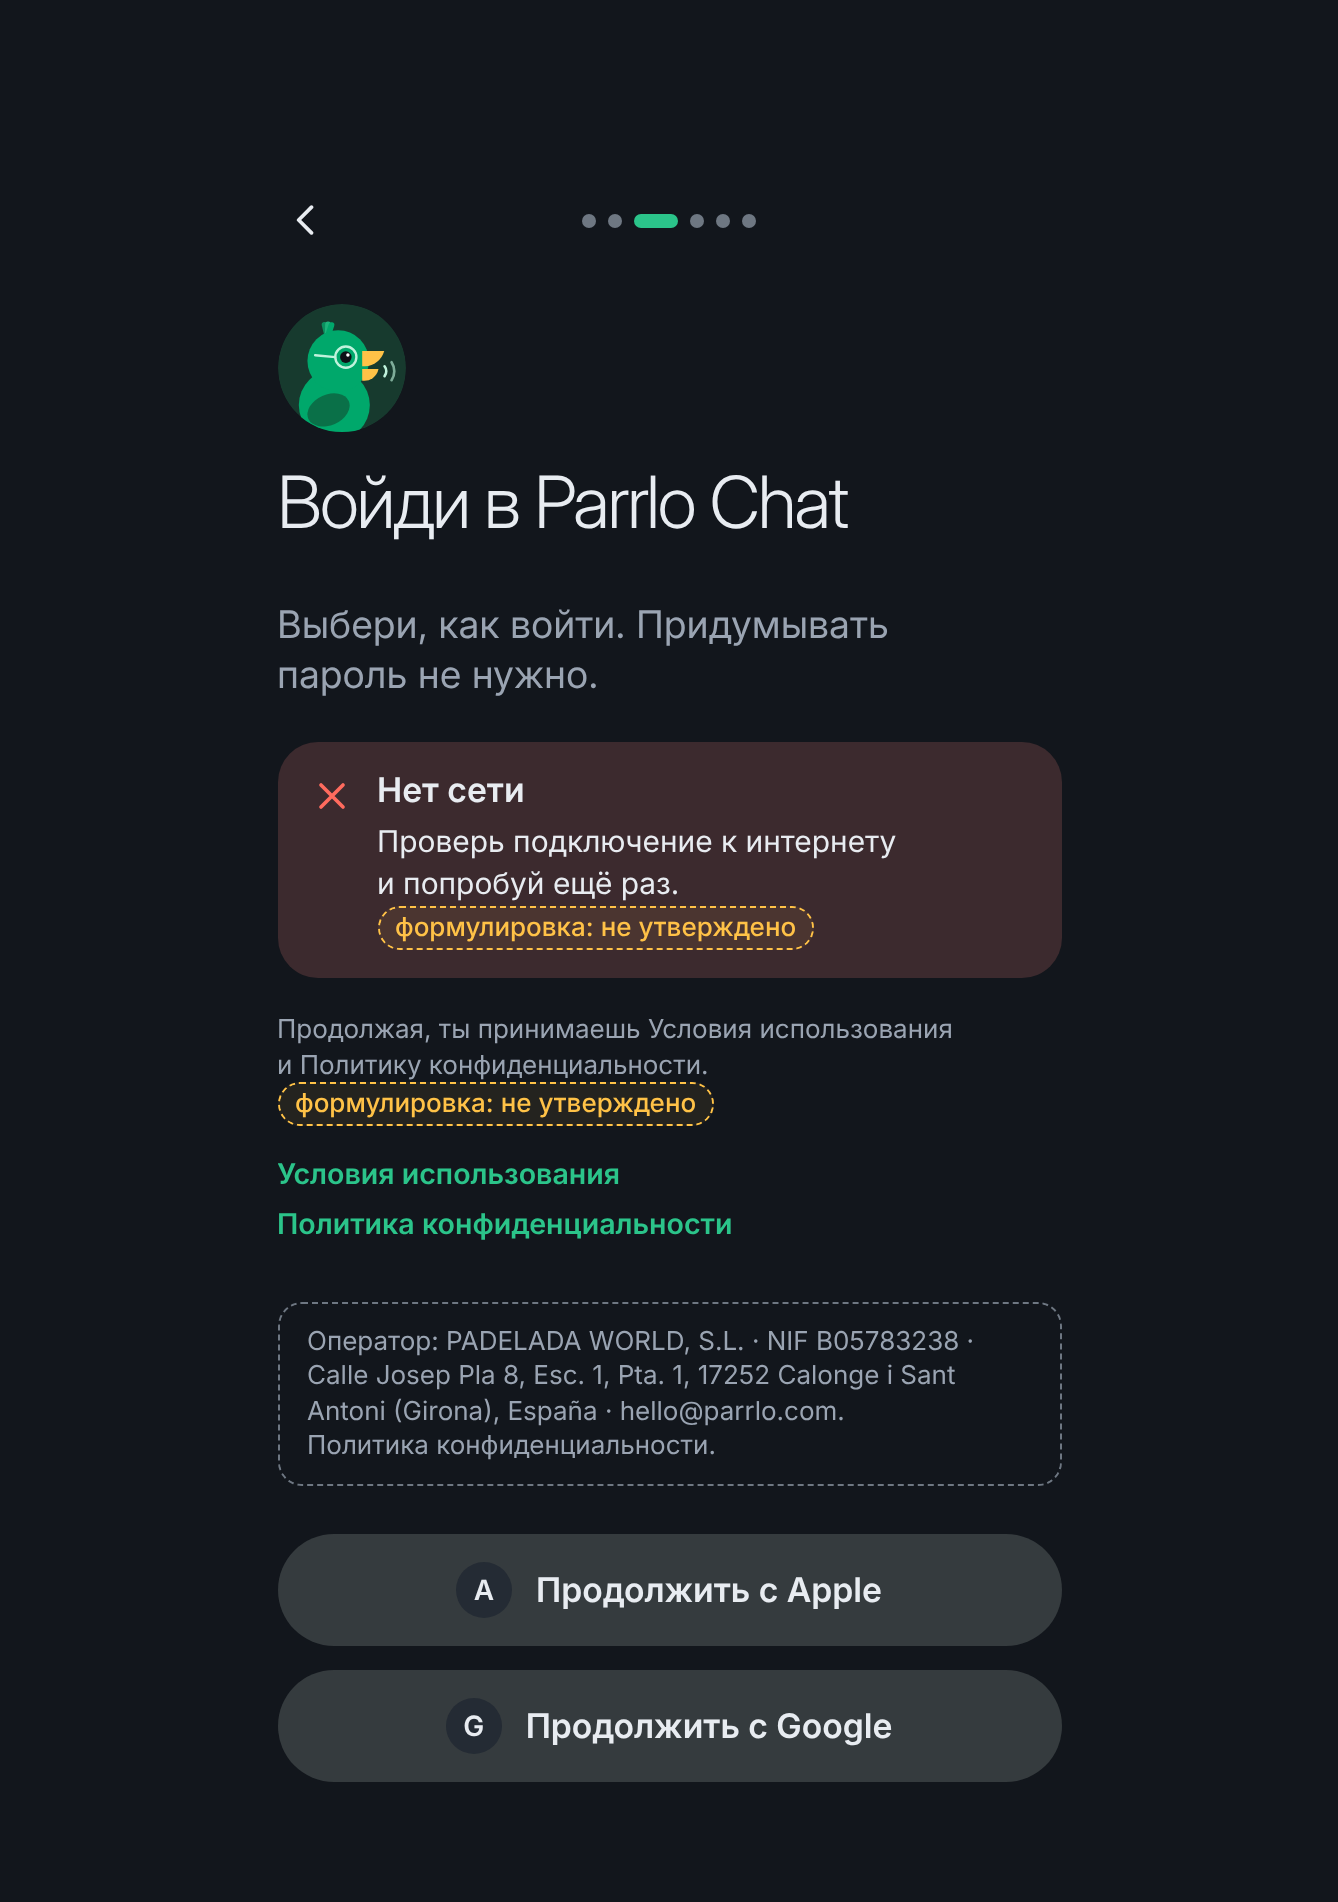 Войди в Parrlo Chat
Выбери, как войти. Придумывать
пароль не нужно.
Нет сети
Проверь подключение к интернету
и попробуй ещё раз.
формулировка: не утверждено
Продолжая, ты принимаешь Условия использования
и Политику конфиденциальности.
формулировка: не утверждено
Условия использования
Политика конфиденциальности
Оператор: PADELADA WORLD, S.L. · NIF B05783238 ·
Calle Josep Pla 8, Esc. 1, Pta. 1, 17252 Calonge i Sant
Antoni (Girona), España · hello@parrlo.com.
Политика конфиденциальности.
A Продолжить с Apple
G Продолжить с Google